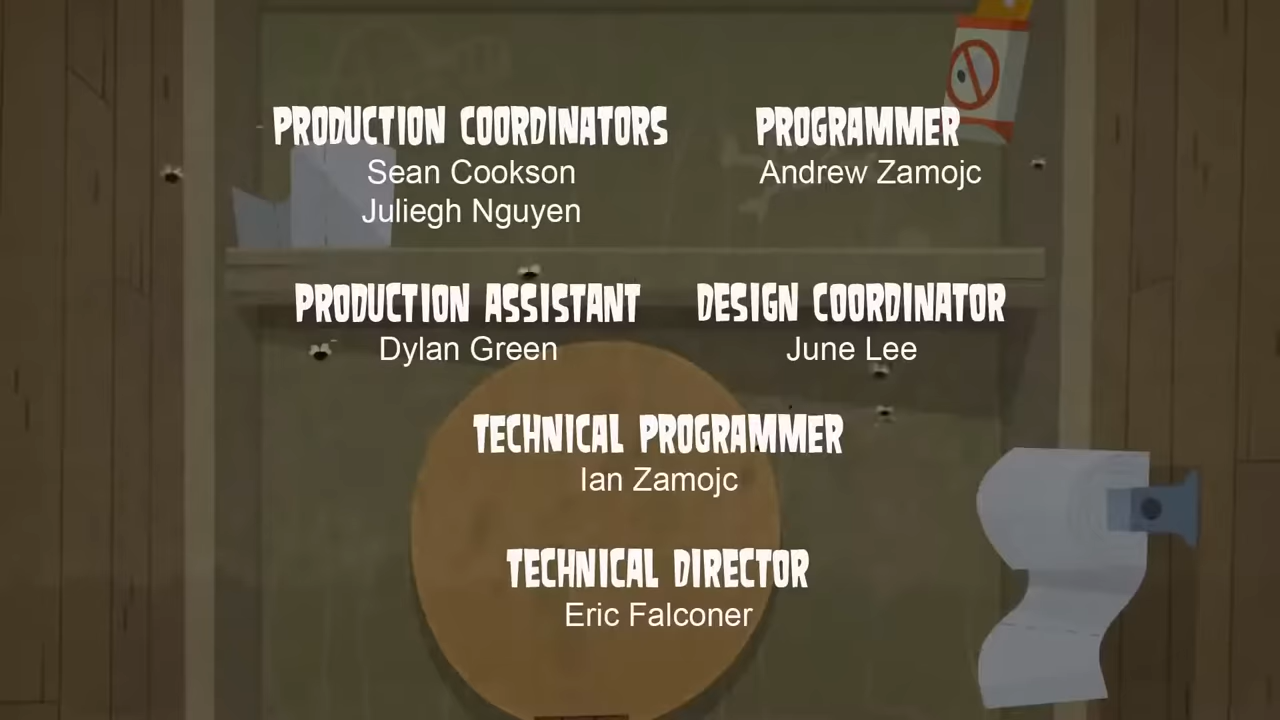 PRODUCTION COORDINATORS
Sean Cookson
Juliegh Nguyen
PROGRAMMER
Andrew Zamojc
PRODUCTION ASSISTANT
Dylan Green
DESIGN COORDINATOR
June Lee
TECHNICAL PROGRAMMER
Ian Zamojc
TECHNICAL DIRECTOR
Eric Falconer